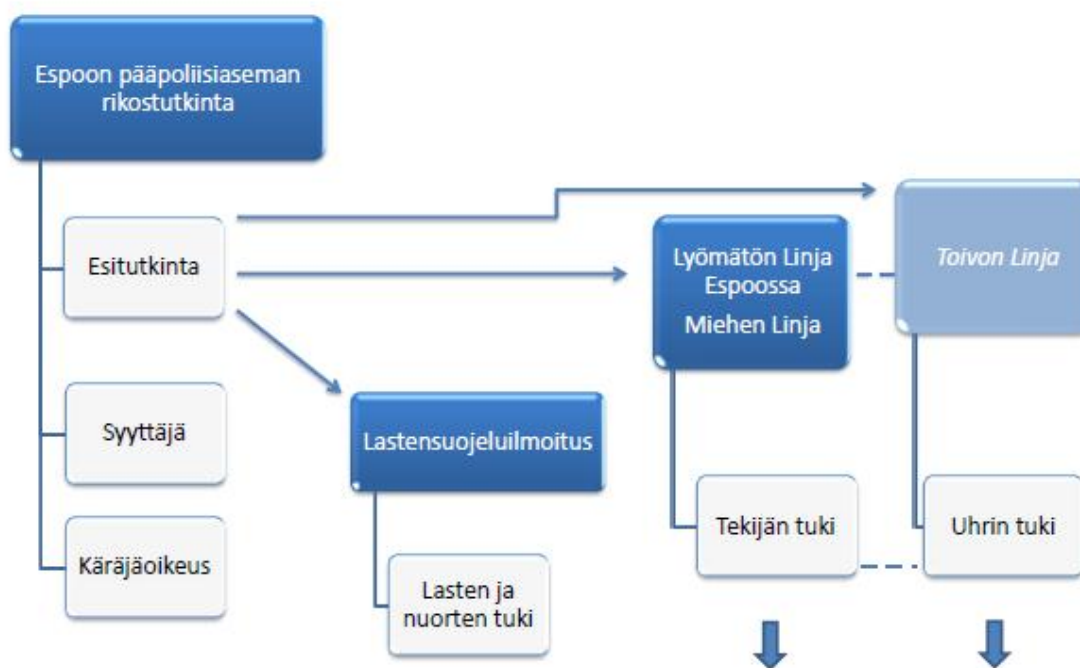 Espoon pääpoliisiaseman
rikostutkinta
Esitutkinta
Syyttäjä
Käräjäoikeus
Lastensuojeluilmoitus
Lasten ja
nuorten tuki
Lyömätön Linja
Espoossa
Miehen Linja
Tekijän tuki
Toivon Linja
Uhrin tuki